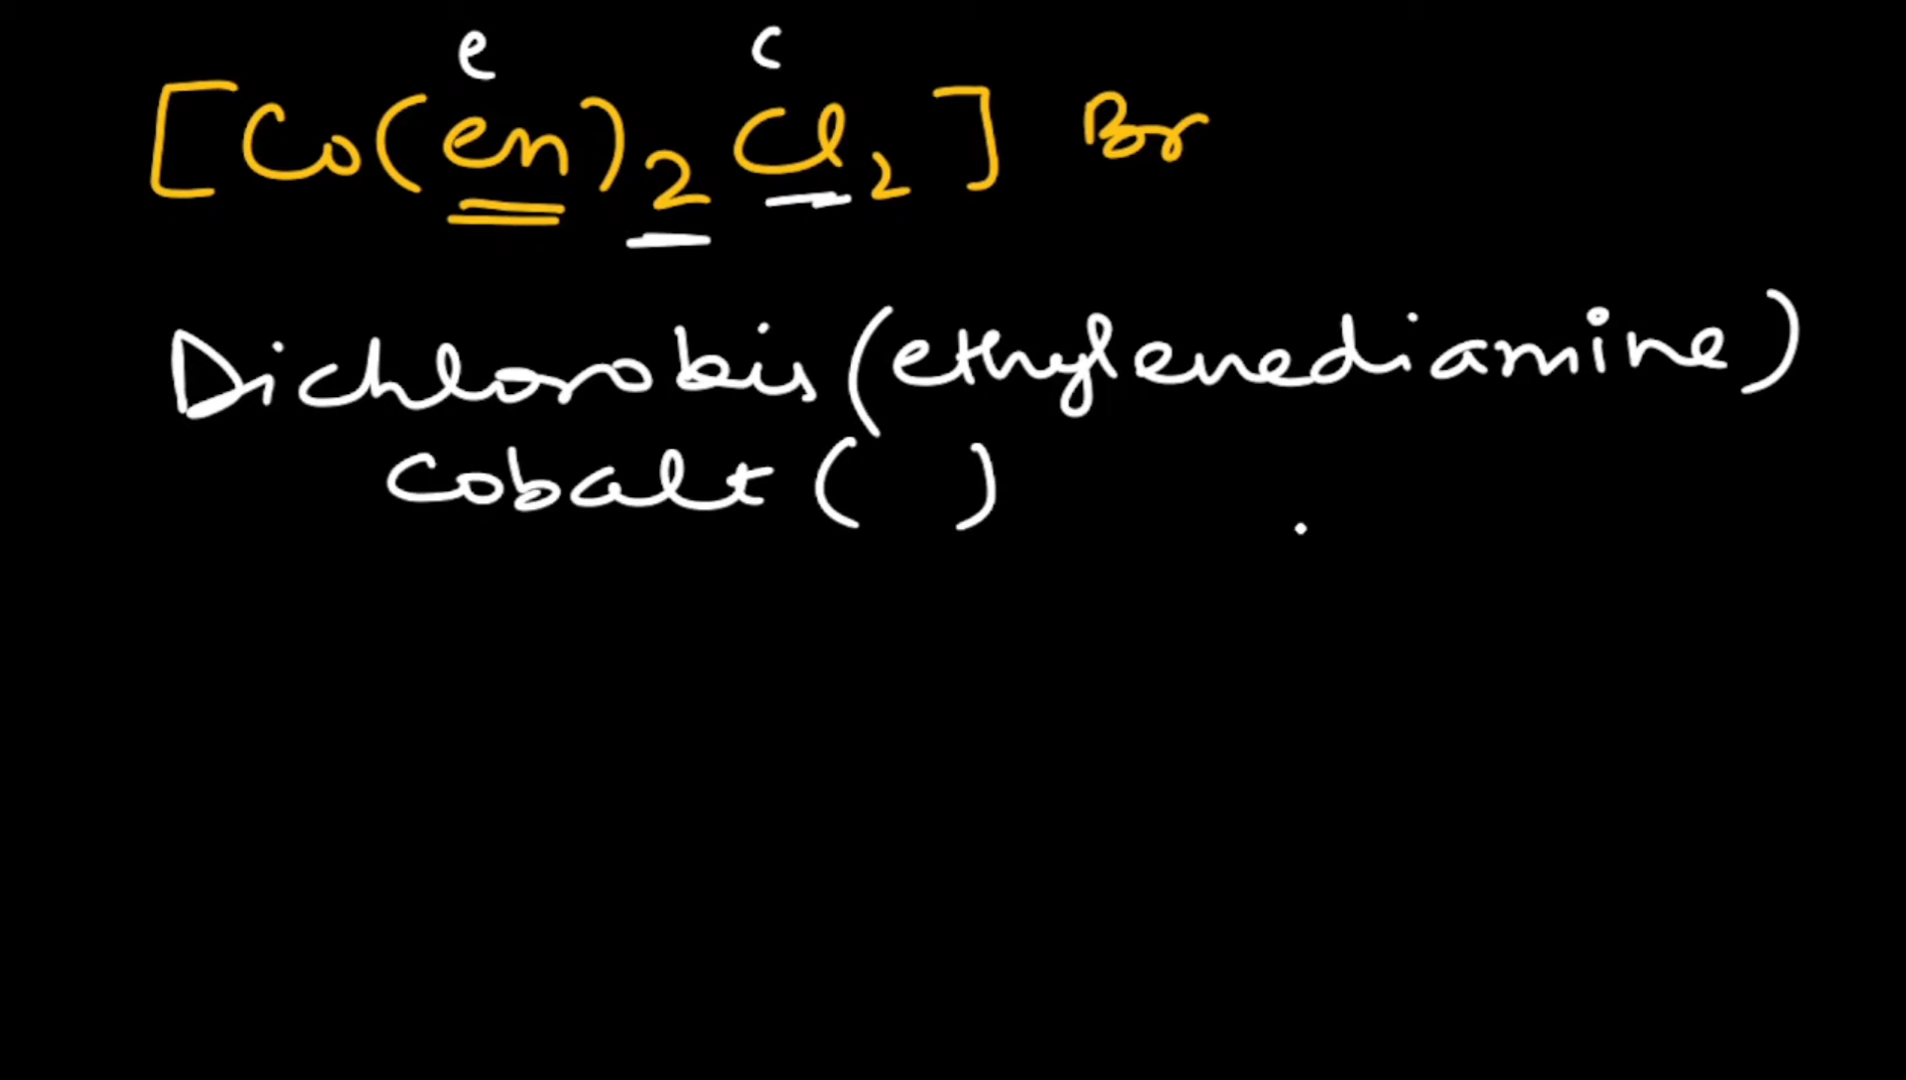 e c
[Co(en)₂Cl₂] Br
Dichlorobis(ethylenediamine)
Cobalt( )